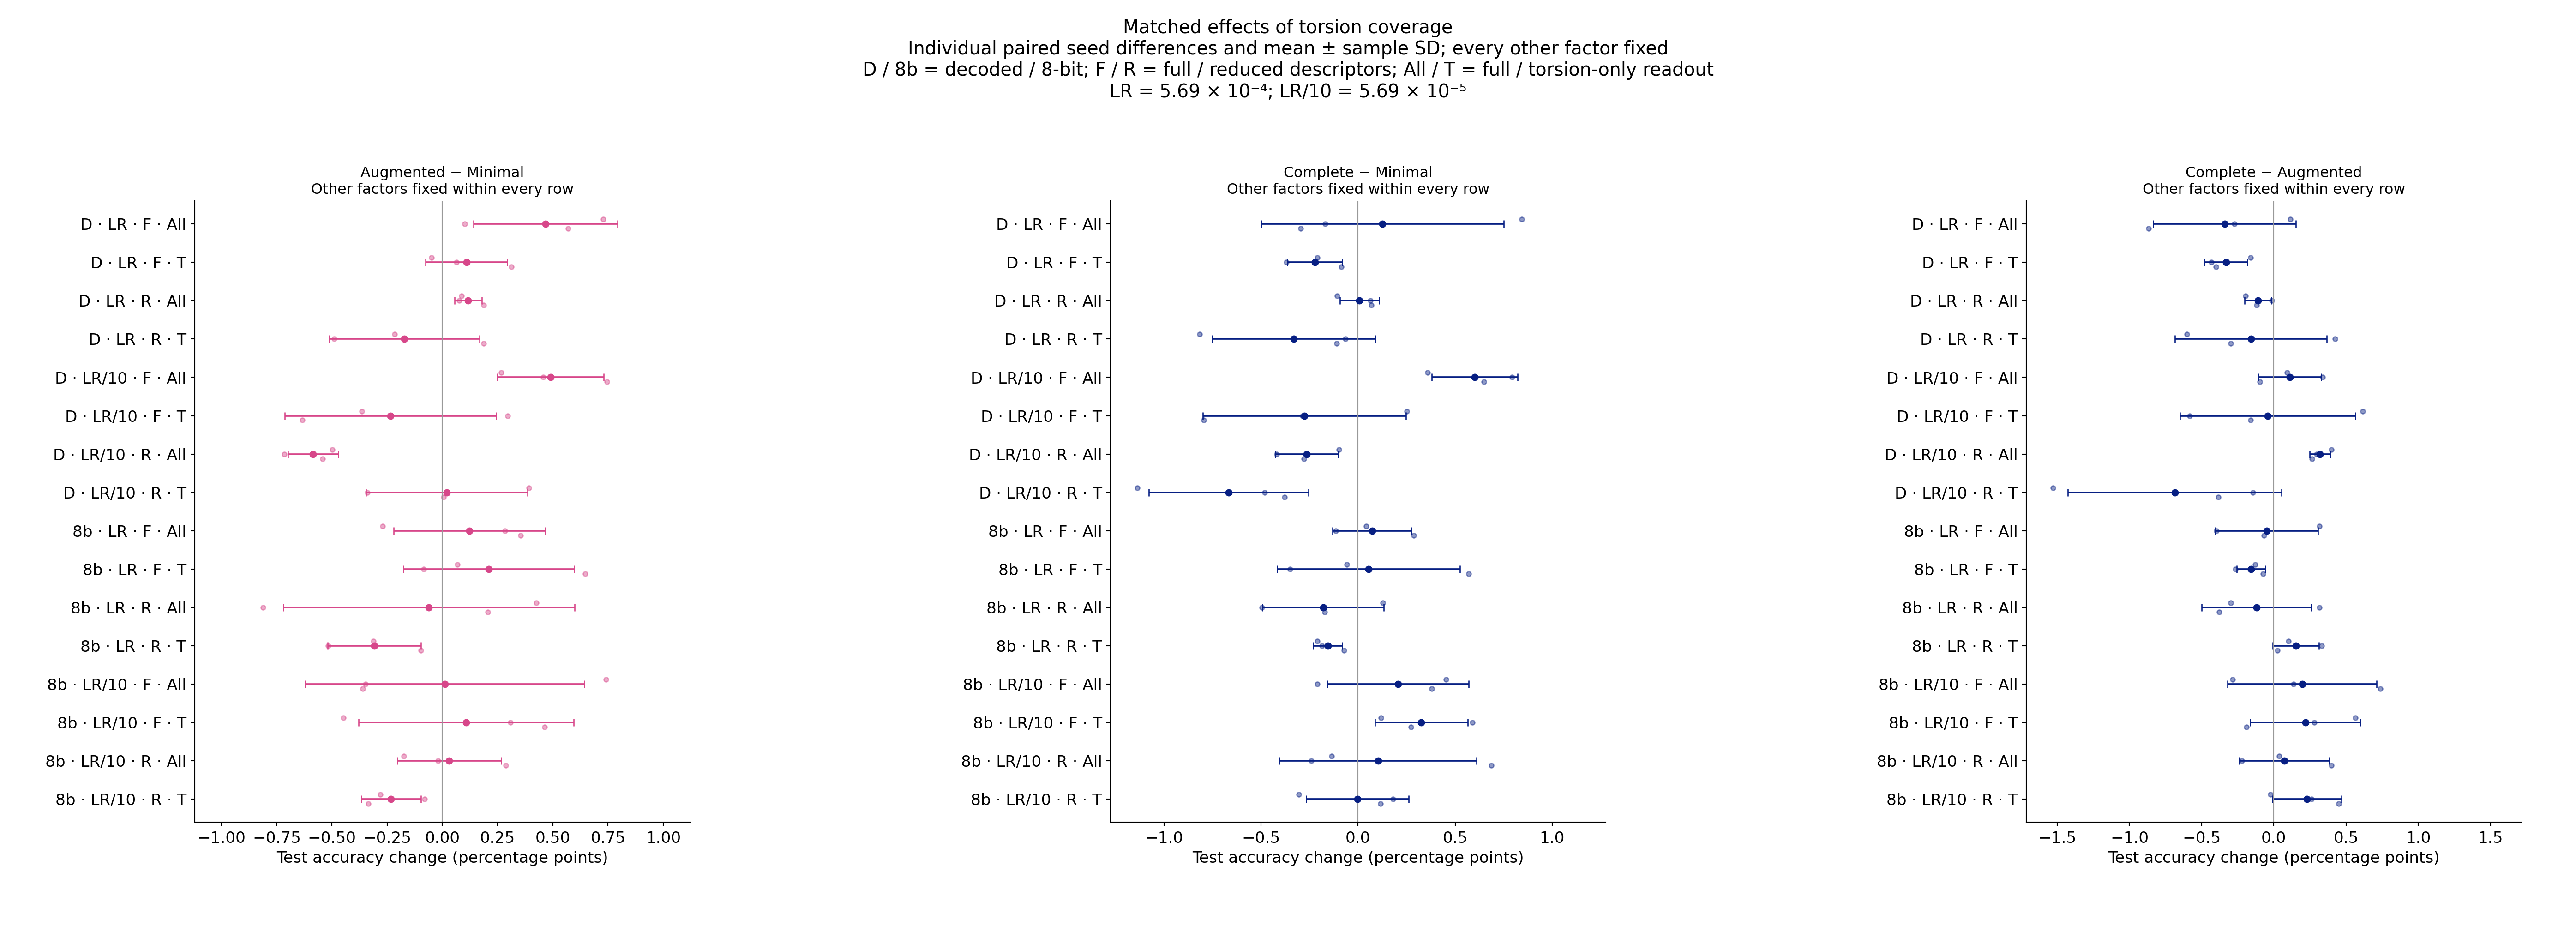 Matched effects of torsion coverage
Individual paired seed differences and mean ± sample SD; every other factor fixed
D / 8b = decoded / 8-bit; F / R = full / reduced descriptors; All / T = full / torsion-only readout
LR = 5.69 × 10⁻⁴; LR/10 = 5.69 × 10⁻⁵
Augmented − Minimal
Other factors fixed within every row
D · LR · F · All
D · LR · F · T
D · LR · R · All
D · LR · R · T
D · LR/10 · F · All
D · LR/10 · F · T
D · LR/10 · R · All
D · LR/10 · R · T
8b · LR · F · All
8b · LR · F · T
8b · LR · R · All
8b · LR · R · T
8b · LR/10 · F · All
8b · LR/10 · F · T
8b · LR/10 · R · All
8b · LR/10 · R · T
−1.00 −0.75 −0.50 −0.25 0.00 0.25 0.50 0.75 1.00
Test accuracy change (percentage points)
Complete − Minimal
Other factors fixed within every row
D · LR · F · All
D · LR · F · T
D · LR · R · All
D · LR · R · T
D · LR/10 · F · All
D · LR/10 · F · T
D · LR/10 · R · All
D · LR/10 · R · T
8b · LR · F · All
8b · LR · F · T
8b · LR · R · All
8b · LR · R · T
8b · LR/10 · F · All
8b · LR/10 · F · T
8b · LR/10 · R · All
8b · LR/10 · R · T
−1.0 −0.5 0.0 0.5 1.0
Test accuracy change (percentage points)
Complete − Augmented
Other factors fixed within every row
D · LR · F · All
D · LR · F · T
D · LR · R · All
D · LR · R · T
D · LR/10 · F · All
D · LR/10 · F · T
D · LR/10 · R · All
D · LR/10 · R · T
8b · LR · F · All
8b · LR · F · T
8b · LR · R · All
8b · LR · R · T
8b · LR/10 · F · All
8b · LR/10 · F · T
8b · LR/10 · R · All
8b · LR/10 · R · T
−1.5 −1.0 −0.5 0.0 0.5 1.0 1.5
Test accuracy change (percentage points)